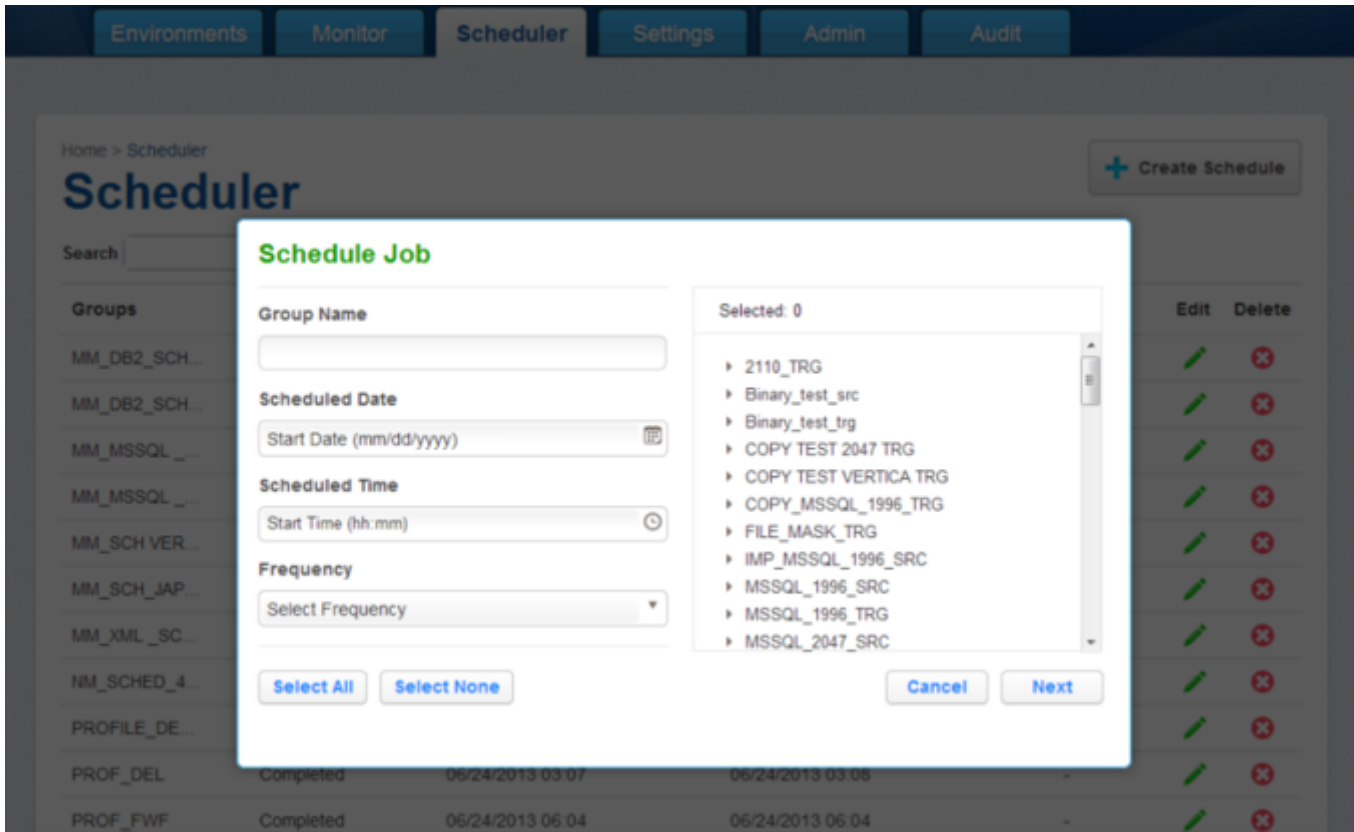 Environments Monitor Scheduler Settings Admin Audit
Home > Scheduler
Create Schedule
Scheduler
Search
Groups Edit Delete
MM_DB2_SCH...
MM_DB2_SCH...
MM_MSSQL _...
MM_MSSQL _...
MM_SCH VER...
MM_SCH_JAP...
MM_XML _SC...
NM_SCHED_4...
PROFILE_DE...
PROF_DEL Completed 06/24/2013 03:07 06/24/2013 03:08 -
PROF_FWF Completed 06/24/2013 06:04 06/24/2013 06:04 -
Schedule Job
Group Name
Scheduled Date
Start Date (mm/dd/yyyy)
Scheduled Time
Start Time (hh:mm)
Frequency
Select Frequency
Selected: 0
2110_TRG
Binary_test_src
Binary_test_trg
COPY TEST 2047 TRG
COPY TEST VERTICA TRG
COPY_MSSQL_1996_TRG
FILE_MASK_TRG
IMP_MSSQL_1996_SRC
MSSQL_1996_SRC
MSSQL_1996_TRG
MSSQL_2047_SRC
Select All Select None Cancel Next